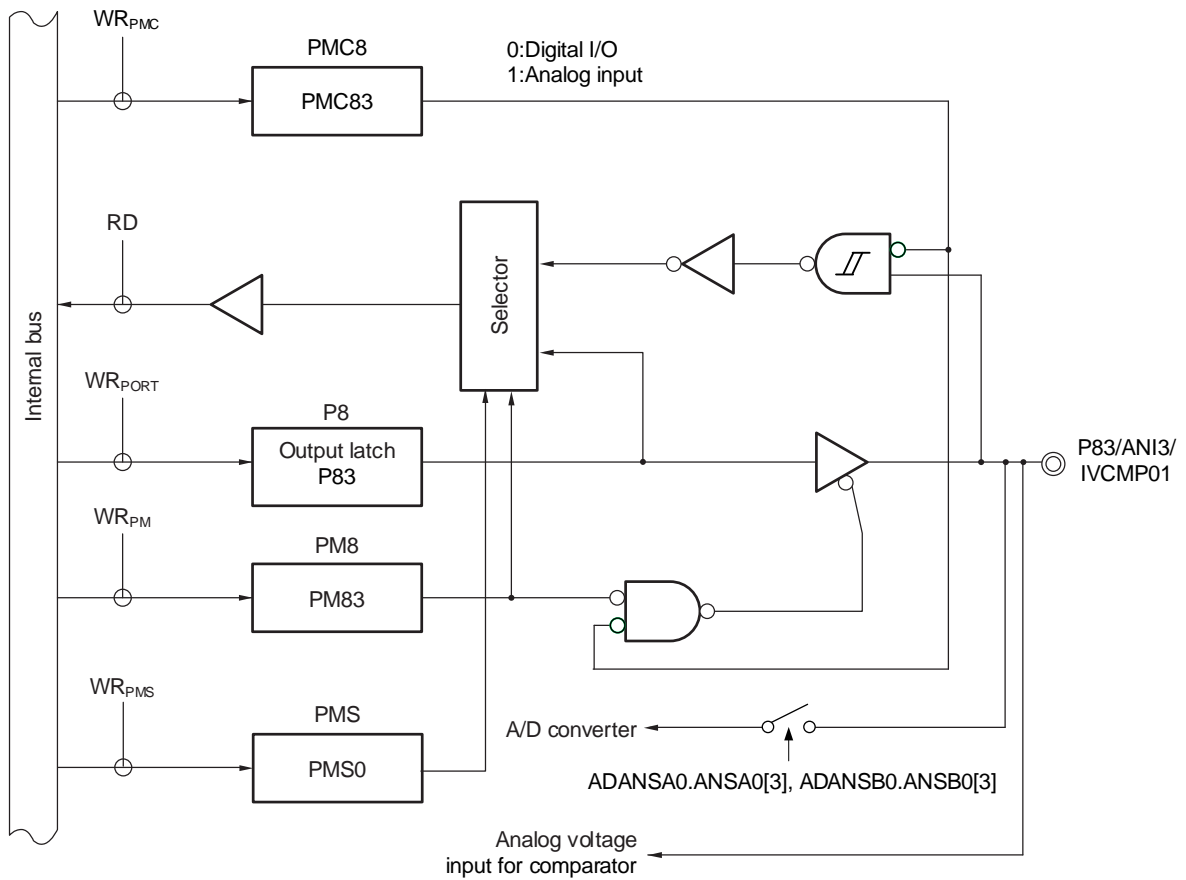 WRPMC
PMC8
PMC83
0:Digital I/O
1:Analog input
RD
Selector
Internal bus
WRPORT
P8
Output latch
P83
P83/ANI3/
IVCMP01
WRPM
PM8
PM83
WRPMS
PMS
PMS0
A/D converter
ADANSA0.ANSA0[3], ADANSB0.ANSB0[3]
Analog voltage
input for comparator